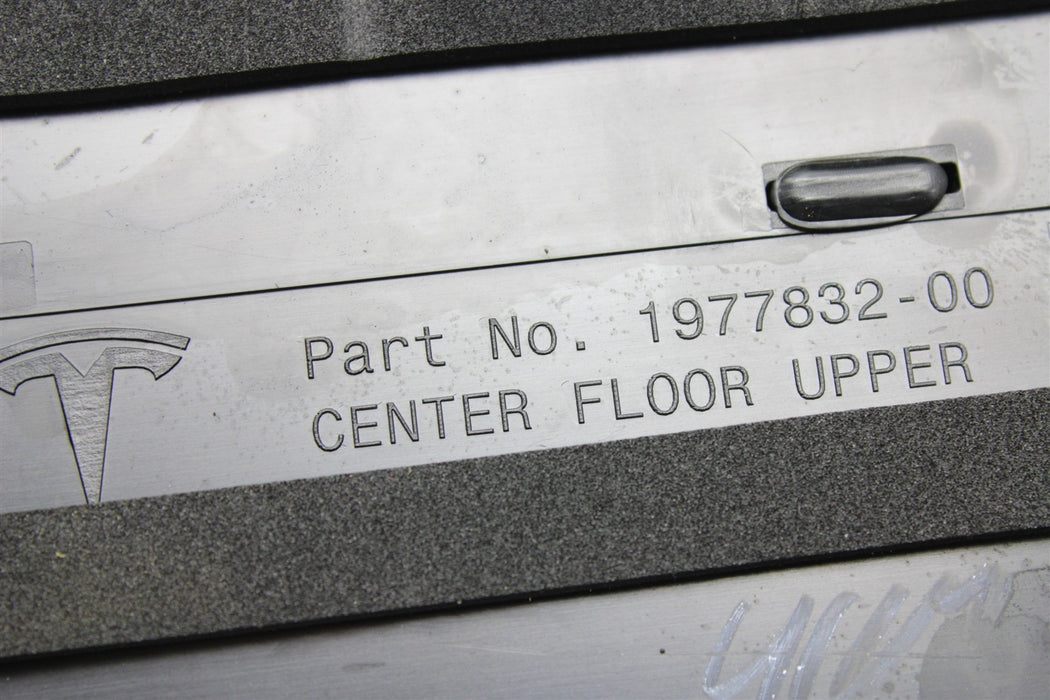 Part No. 1977832-00
CENTER FLOOR UPPER